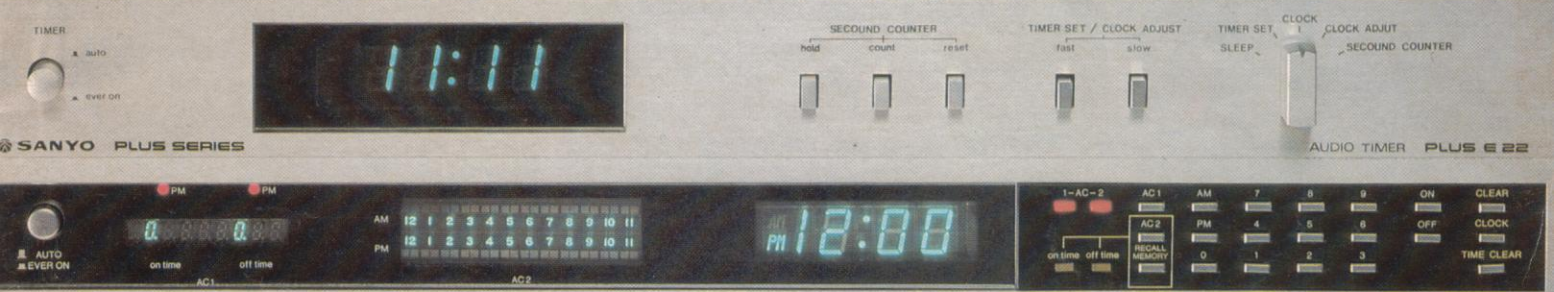 TIMER
auto
ever on
11:11
SECOUND COUNTER
hold count reset
TIMER SET / CLOCK ADJUST
fast slow
CLOCK
TIMER SET CLOCK ADJUT
SLEEP SECOUND COUNTER
SANYO PLUS SERIES
AUDIO TIMER PLUS E 22
PM PM
AUTO
EVER ON
0. 0.
on time off time
AC1
AM 12 1 2 3 4 5 6 7 8 9 10 11
PM 12 1 2 3 4 5 6 7 8 9 10 11
AC2
PM 12:00
1-AC-2 AC1 AM 7 8 9 ON CLEAR
AC2 PM 4 5 6 OFF CLOCK
on time off time RECALL MEMORY 0 1 2 3 TIME CLEAR